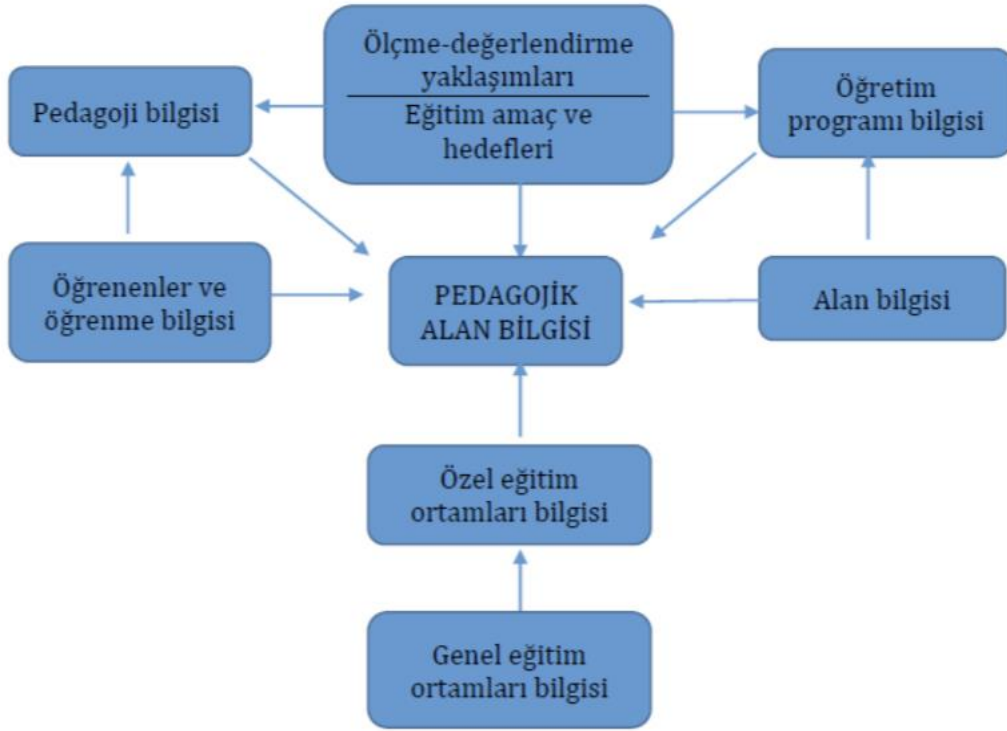 Ölçme-değerlendirme
yaklaşımları
Eğitim amaç ve
hedefleri
Pedagoji bilgisi
Öğretim
programı bilgisi
Öğrenenler ve
öğrenme bilgisi
PEDAGOJİK
ALAN BİLGİSİ
Alan bilgisi
Özel eğitim
ortamları bilgisi
Genel eğitim
ortamları bilgisi